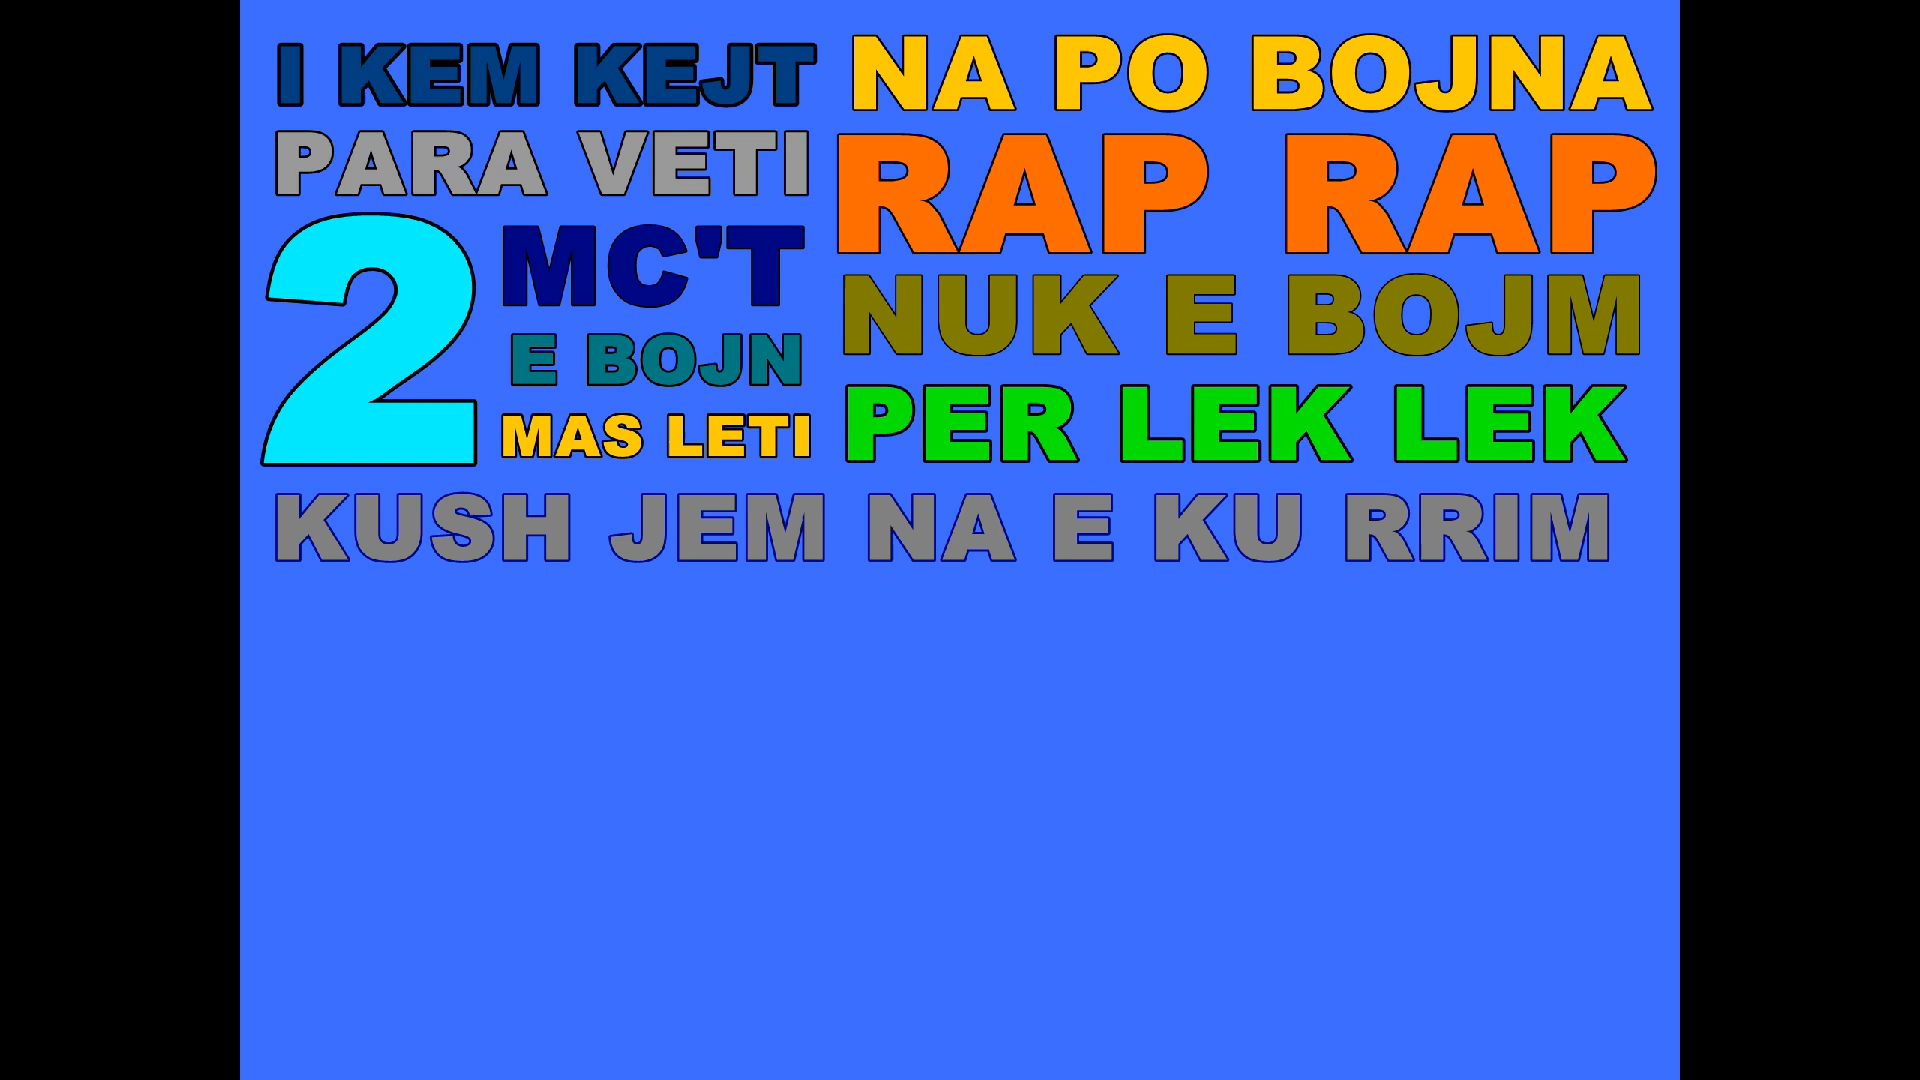 I KEM KEJT
PARA VETI
2 MC'T
E BOJN
MAS LETI
NA PO BOJNA
RAP RAP
NUK E BOJM
PER LEK LEK
KUSH JEM NA E KU RRIM